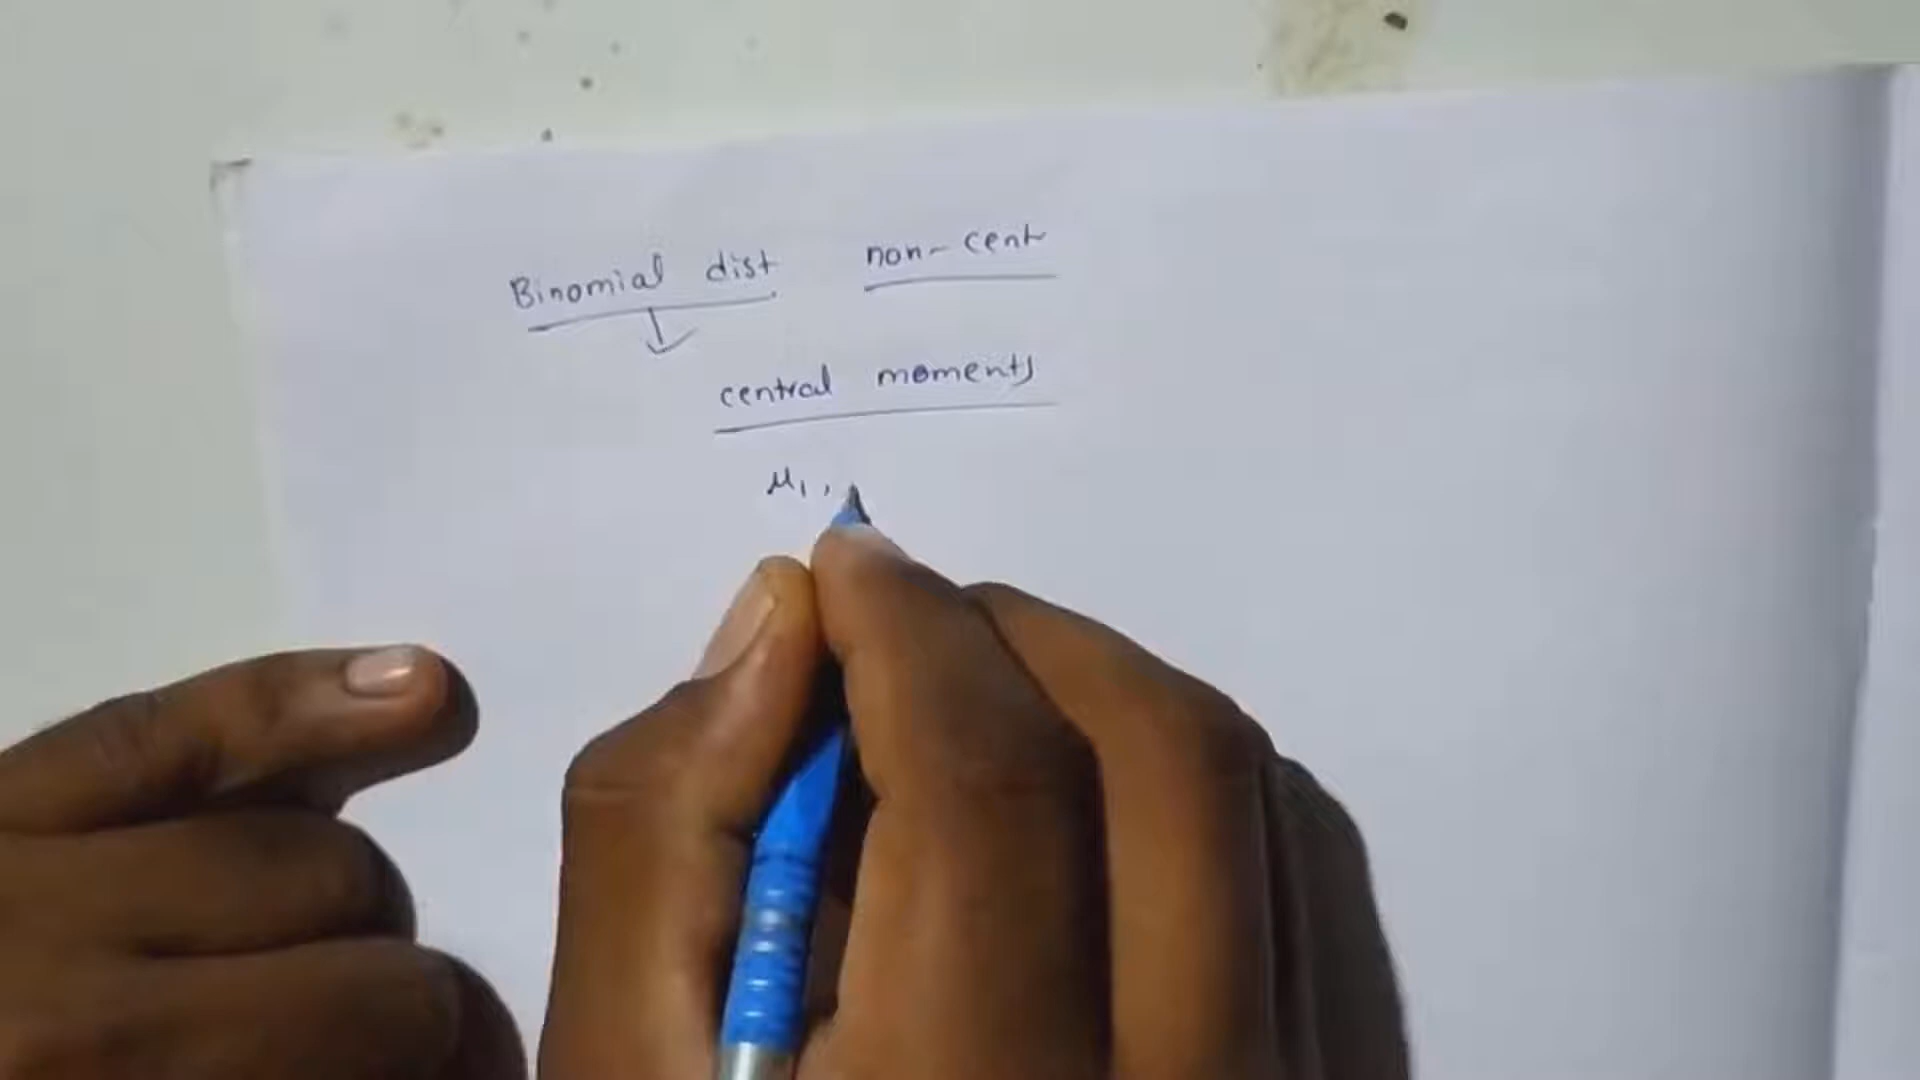 Binomial dist non-cent
central moments
μ₁,